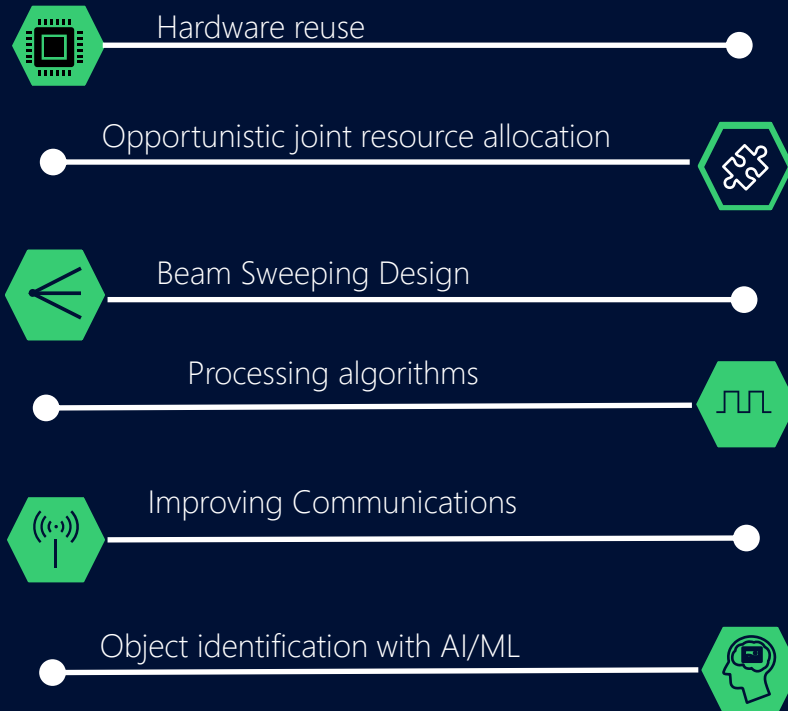 Hardware reuse
Opportunistic joint resource allocation
Beam Sweeping Design
Processing algorithms
Improving Communications
Object identification with AI/ML